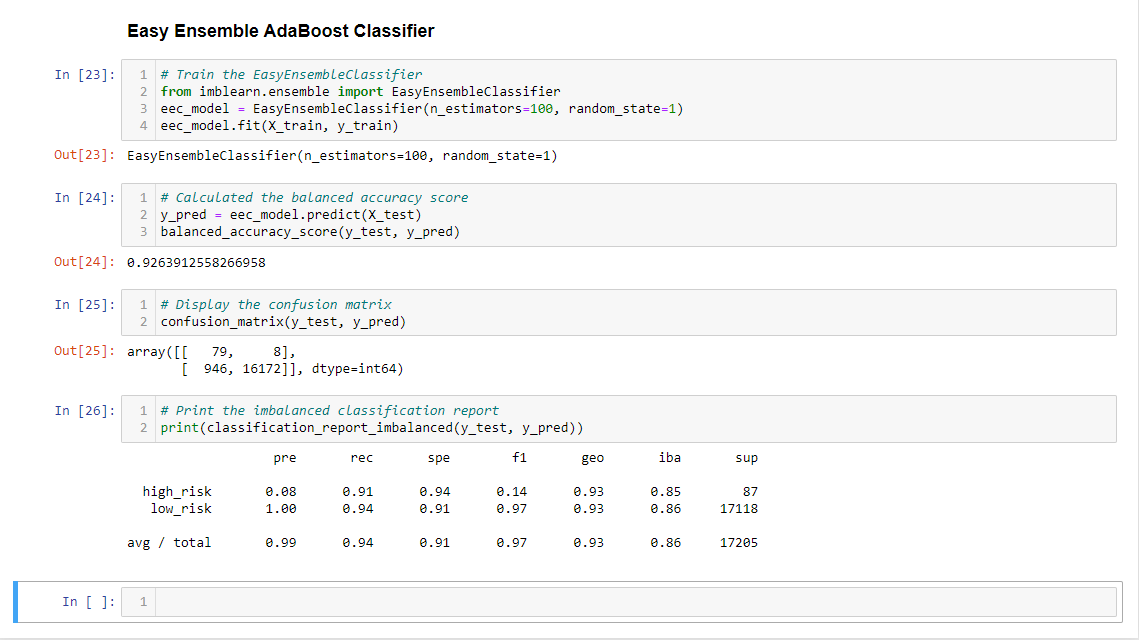 Easy Ensemble AdaBoost Classifier
In [23]: 1 # Train the EasyEnsembleClassifier
2 from imblearn.ensemble import EasyEnsembleClassifier
3 eec_model = EasyEnsembleClassifier(n_estimators=100, random_state=1)
4 eec_model.fit(X_train, y_train)
Out[23]: EasyEnsembleClassifier(n_estimators=100, random_state=1)
In [24]: 1 # Calculated the balanced accuracy score
2 y_pred = eec_model.predict(X_test)
3 balanced_accuracy_score(y_test, y_pred)
Out[24]: 0.9263912558266958
In [25]: 1 # Display the confusion matrix
2 confusion_matrix(y_test, y_pred)
Out[25]: array([[   79,     8],
[  946, 16172]], dtype=int64)
In [26]: 1 # Print the imbalanced classification report
2 print(classification_report_imbalanced(y_test, y_pred))
pre rec spe f1 geo iba sup
high_risk 0.08 0.91 0.94 0.14 0.93 0.85 87
low_risk 1.00 0.94 0.91 0.97 0.93 0.86 17118
avg / total 0.99 0.94 0.91 0.97 0.93 0.86 17205
In [ ]: 1